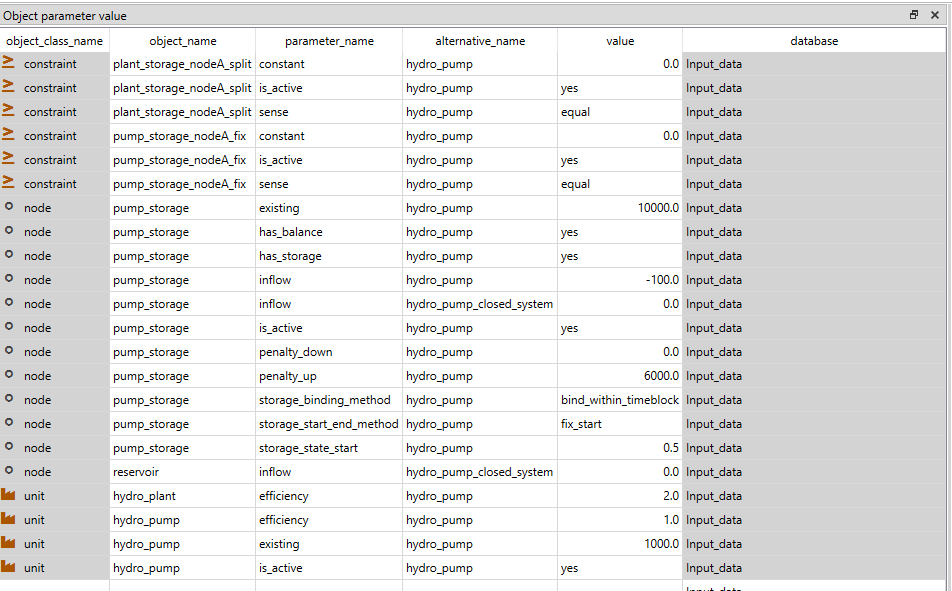 Object parameter value
object_class_name object_name parameter_name alternative_name value database
constraint plant_storage_nodeA_split constant hydro_pump 0.0 Input_data
constraint plant_storage_nodeA_split is_active hydro_pump yes Input_data
constraint plant_storage_nodeA_split sense hydro_pump equal Input_data
constraint pump_storage_nodeA_fix constant hydro_pump 0.0 Input_data
constraint pump_storage_nodeA_fix is_active hydro_pump yes Input_data
constraint pump_storage_nodeA_fix sense hydro_pump equal Input_data
node pump_storage existing hydro_pump 10000.0 Input_data
node pump_storage has_balance hydro_pump yes Input_data
node pump_storage has_storage hydro_pump yes Input_data
node pump_storage inflow hydro_pump -100.0 Input_data
node pump_storage inflow hydro_pump_closed_system 0.0 Input_data
node pump_storage is_active hydro_pump yes Input_data
node pump_storage penalty_down hydro_pump 0.0 Input_data
node pump_storage penalty_up hydro_pump 6000.0 Input_data
node pump_storage storage_binding_method hydro_pump bind_within_timeblock Input_data
node pump_storage storage_start_end_method hydro_pump fix_start Input_data
node pump_storage storage_state_start hydro_pump 0.5 Input_data
node reservoir inflow hydro_pump_closed_system 0.0 Input_data
unit hydro_plant efficiency hydro_pump 2.0 Input_data
unit hydro_pump efficiency hydro_pump 1.0 Input_data
unit hydro_pump existing hydro_pump 1000.0 Input_data
unit hydro_pump is_active hydro_pump yes Input_data